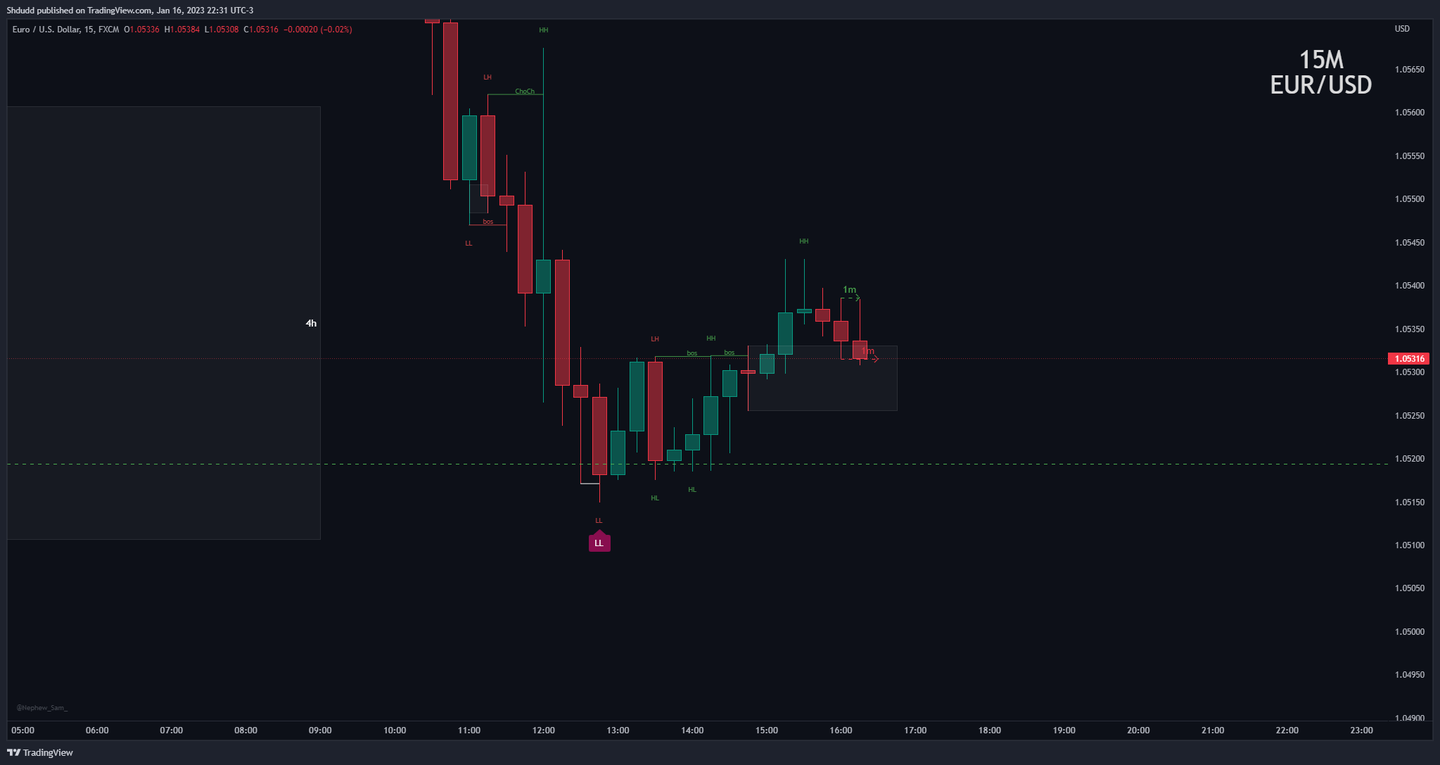 Shdudd published on TradingView.com, Jan 16, 2023 22:31 UTC-3
Euro / U.S. Dollar, 15, FXCM O1.05336 H1.05384 L1.05308 C1.05316 −0.00020 (−0.02%)
USD
15M
EUR/USD
HH
LH
ChoCh
bos
LL
4h
HH
1m
1m
LH
HH
bos
bos
HL
HL
LL
LL
1.05650
1.05600
1.05550
1.05500
1.05450
1.05400
1.05350
1.05316
1.05300
1.05250
1.05200
1.05150
1.05100
1.05050
1.05000
1.04950
1.04900
@Nephew_Sam_
05:00 06:00 07:00 08:00 09:00 10:00 11:00 12:00 13:00 14:00 15:00 16:00 17:00 18:00 19:00 20:00 21:00 22:00 23:00
TradingView